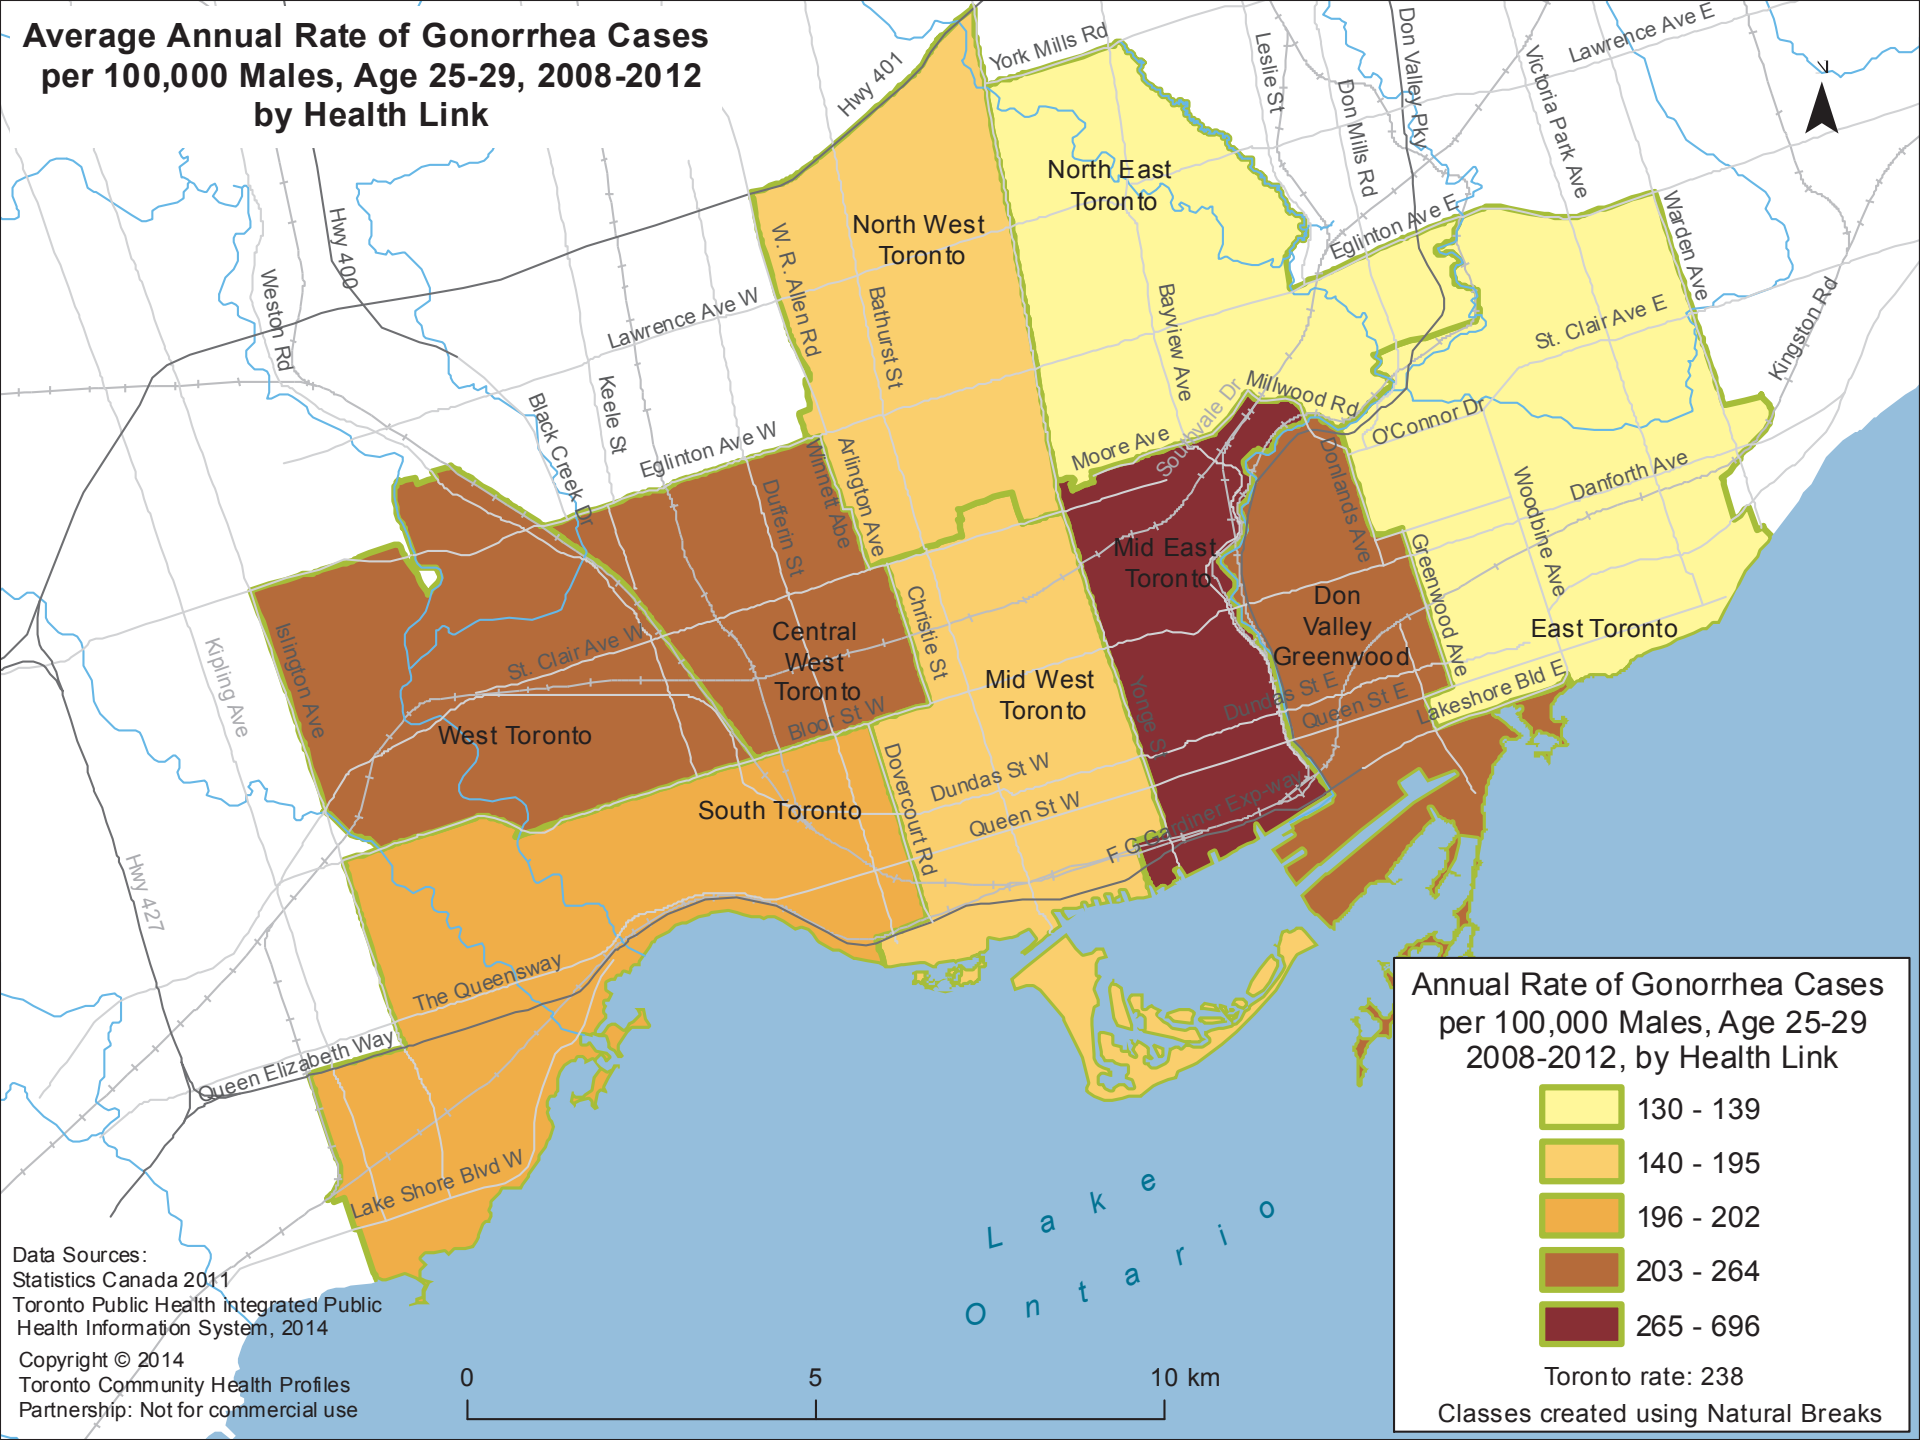 Average Annual Rate of Gonorrhea Cases
per 100,000 Males, Age 25-29, 2008-2012
by Health Link
Hwy 401
York Mills Rd
Leslie St
Don Mills Rd
Don Valley Pky
Victoria Park Ave
Lawrence Ave E
North East
Toronto
North West
Toronto
Hwy 400
Weston Rd
W. R. Allen Rd
Bathurst St
Bayview Ave
Eglinton Ave E
Warden Ave
Kingston Rd
St. Clair Ave E
Lawrence Ave W
Keele St
Black Creek Dr
Eglinton Ave W
Winnett Abe
Arlington Ave
Dufferin St
Moore Ave
Southvale Dr
Millwood Rd
O'Connor Dr
Donlands Ave
Danforth Ave
Woodbine Ave
Greenwood Ave
Mid East
Toronto
Don
Valley
Greenwood
East Toronto
Christie St
Central
West
Toronto
St. Clair Ave W
Islington Ave
Kipling Ave
West Toronto
Bloor St W
Mid West
Toronto
Yonge St
Dundas St E
Queen St E
Lakeshore Bld E
South Toronto
Dovercourt Rd
Dundas St W
Queen St W
F G Gardiner Exp-way
Hwy 427
The Queensway
Queen Elizabeth Way
Lake Shore Blvd W
Lake
Ontario
Annual Rate of Gonorrhea Cases
per 100,000 Males, Age 25-29
2008-2012, by Health Link
130 - 139
140 - 195
196 - 202
203 - 264
265 - 696
Toronto rate: 238
Classes created using Natural Breaks
Data Sources:
Statistics Canada 2011
Toronto Public Health integrated Public
Health Information System, 2014
Copyright © 2014
Toronto Community Health Profiles
Partnership: Not for commercial use
0 5 10 km